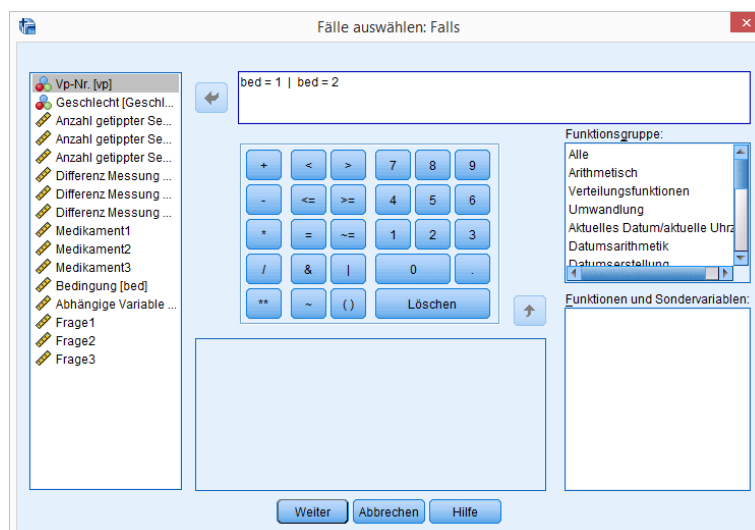 Fälle auswählen: Falls
Vp-Nr. [vp]
Geschlecht [Geschl...
Anzahl getippter Se...
Anzahl getippter Se...
Anzahl getippter Se...
Differenz Messung ...
Differenz Messung ...
Differenz Messung ...
Medikament1
Medikament2
Medikament3
Bedingung [bed]
Abhängige Variable ...
Frage1
Frage2
Frage3
bed = 1 | bed = 2
+ < > 7 8 9
- <= >= 4 5 6
* = ~= 1 2 3
/ & | 0 .
** ~ ( ) Löschen
Funktionsgruppe:
Alle
Arithmetisch
Verteilungsfunktionen
Umwandlung
Aktuelles Datum/aktuelle Uhrz
Datumsarithmetik
Datumserstellung
Funktionen und Sondervariablen:
Weiter Abbrechen Hilfe